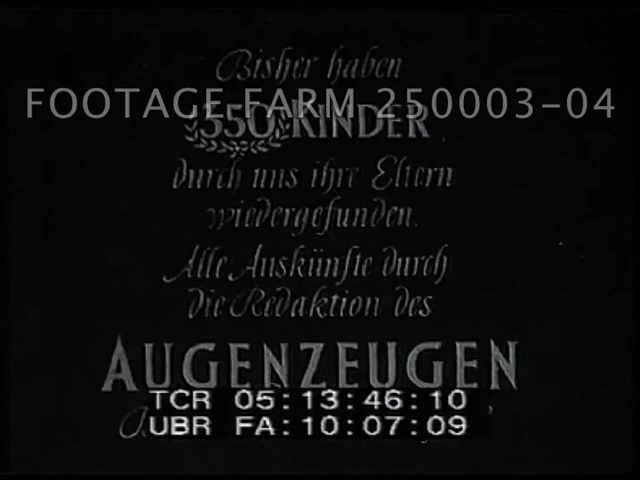 Bisher haben
FOOTAGE FARM 250003-04
350 KINDER
durch uns ihre Eltern
wiedergefunden.
Alle Auskünfte durch
die Redaktion des
AUGENZEUGEN
TCR 05:13:46:10
UBR FA:10:07:09